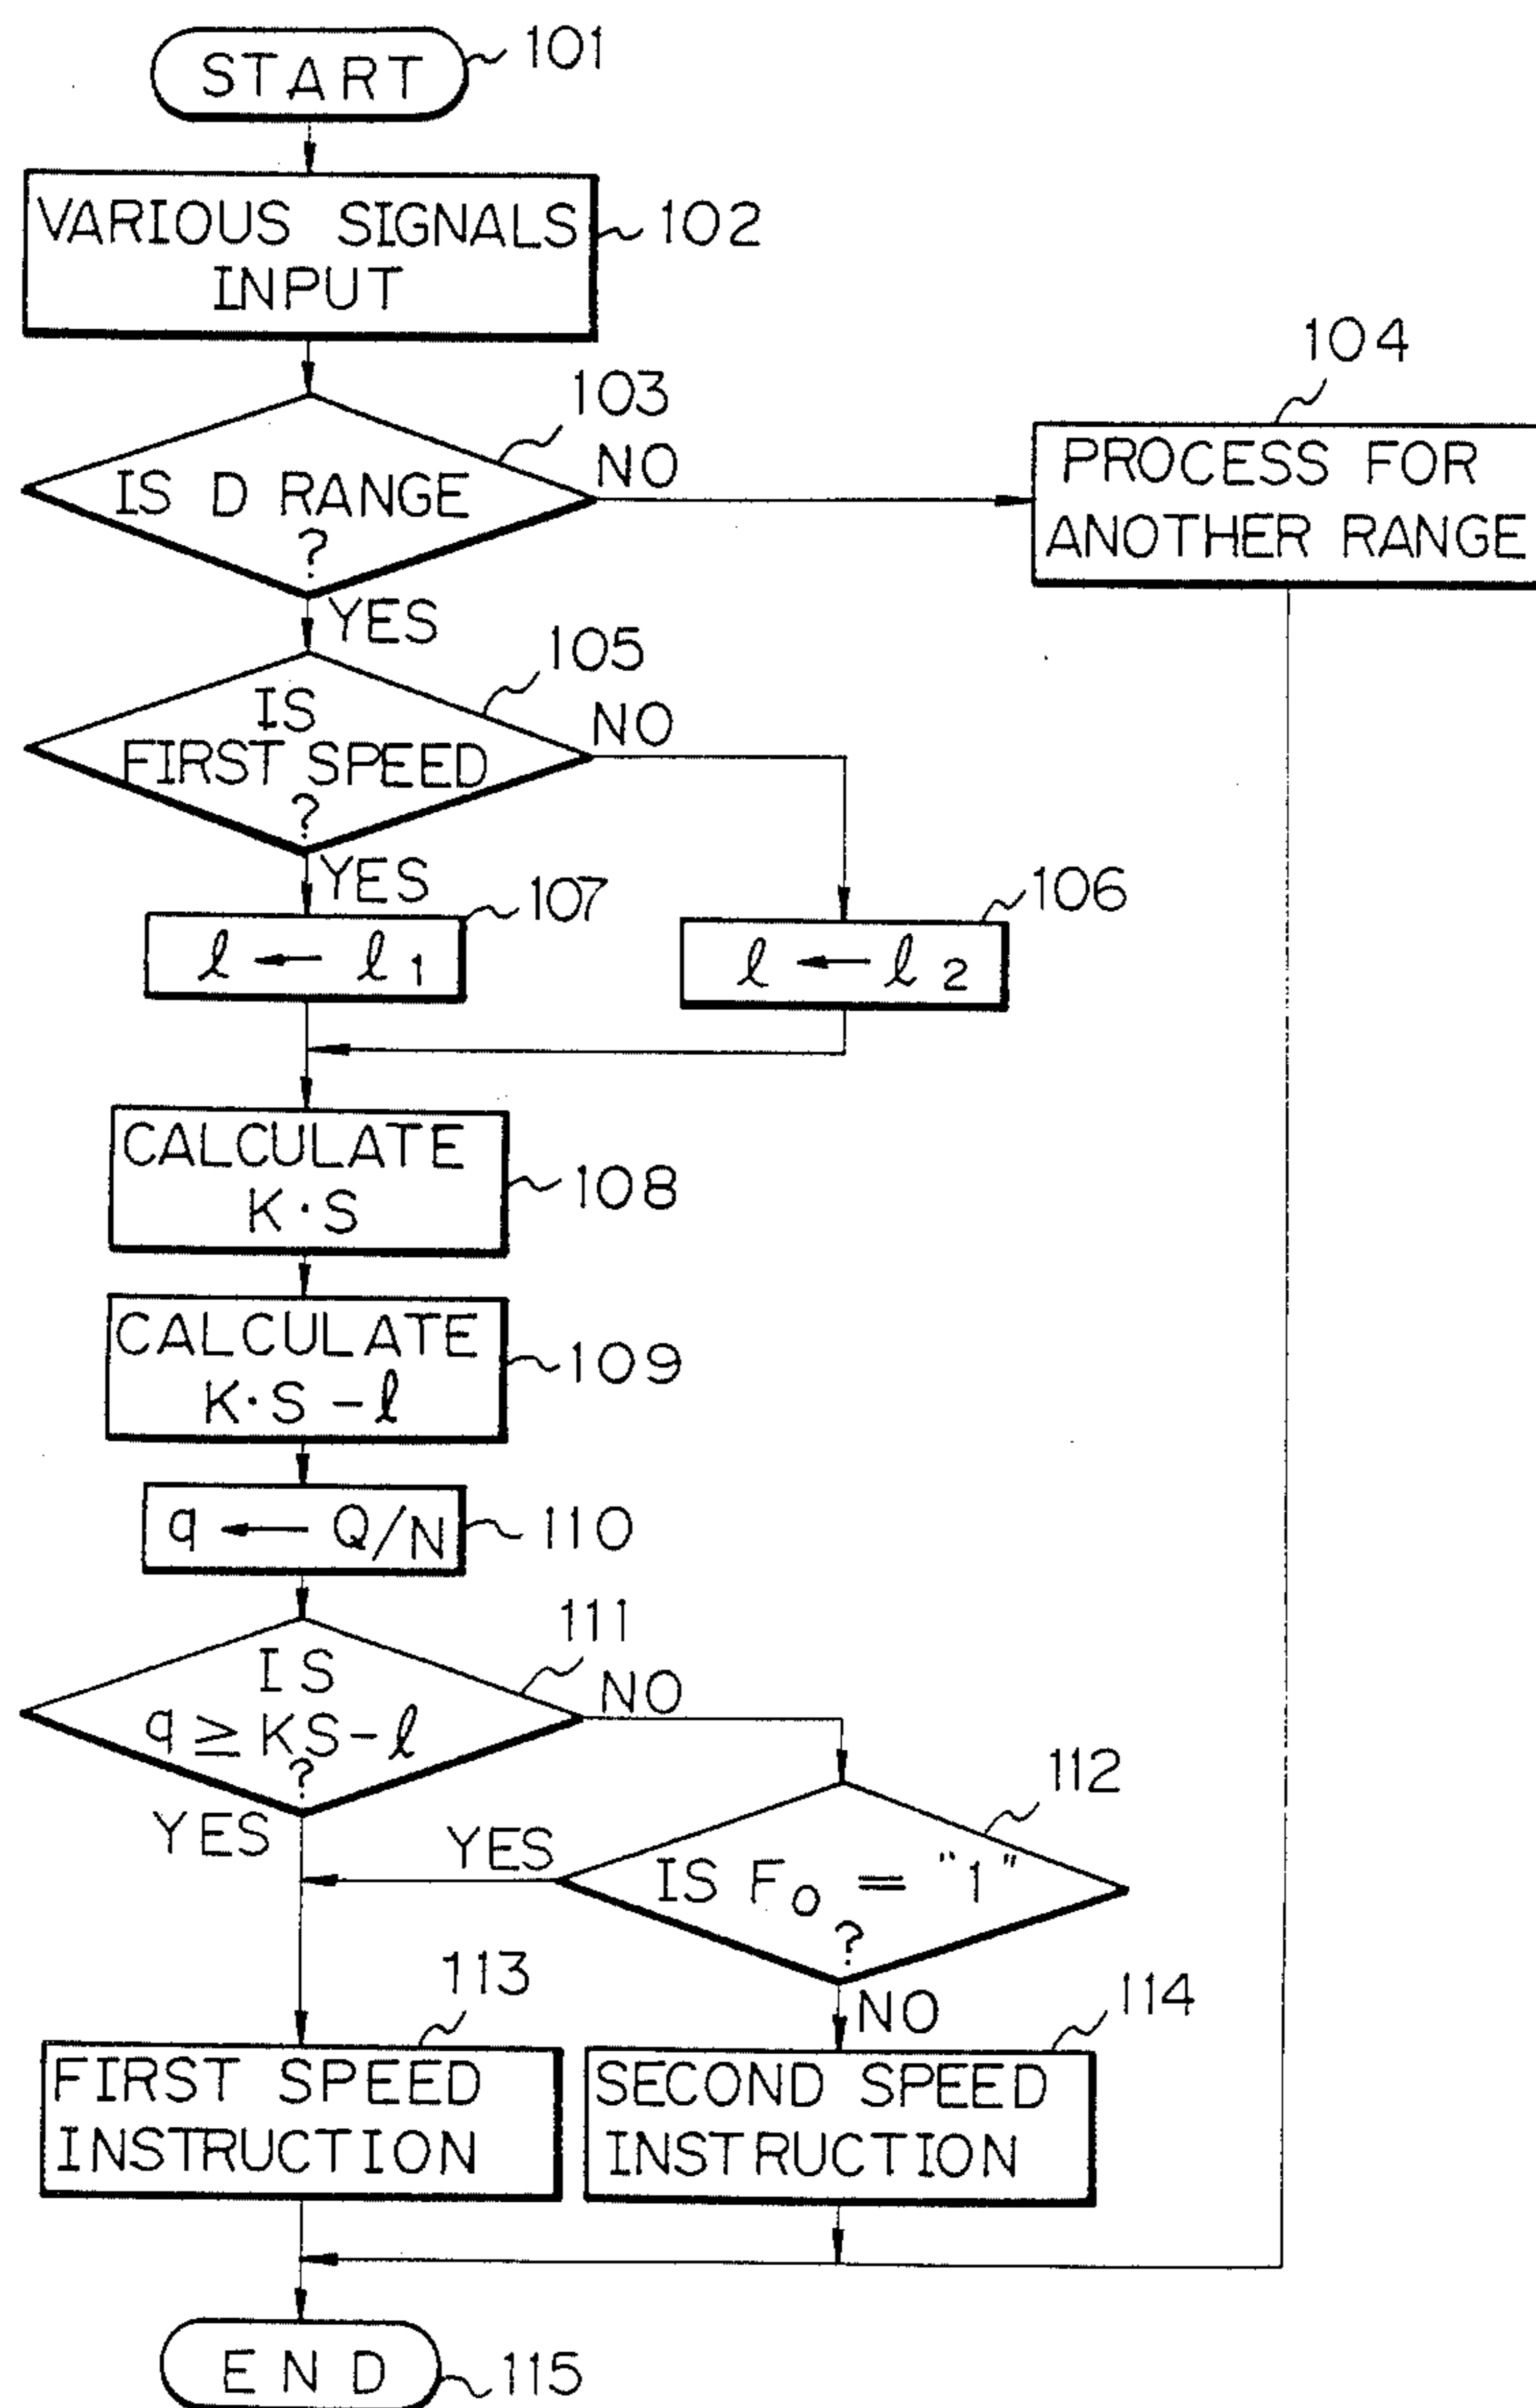 START
101
VARIOUS SIGNALS
INPUT
102
103
IS D RANGE
?
NO
YES
104
PROCESS FOR
ANOTHER RANGE
105
IS
FIRST SPEED
?
NO
YES
107
ℓ ← ℓ1
106
ℓ ← ℓ2
CALCULATE
K·S
108
CALCULATE
K·S-ℓ
109
q ← Q/N
110
111
IS
q ≥ KS-ℓ
?
NO
YES
112
IS F0 = "1"
?
YES
NO
113
FIRST SPEED
INSTRUCTION
114
SECOND SPEED
INSTRUCTION
END
115